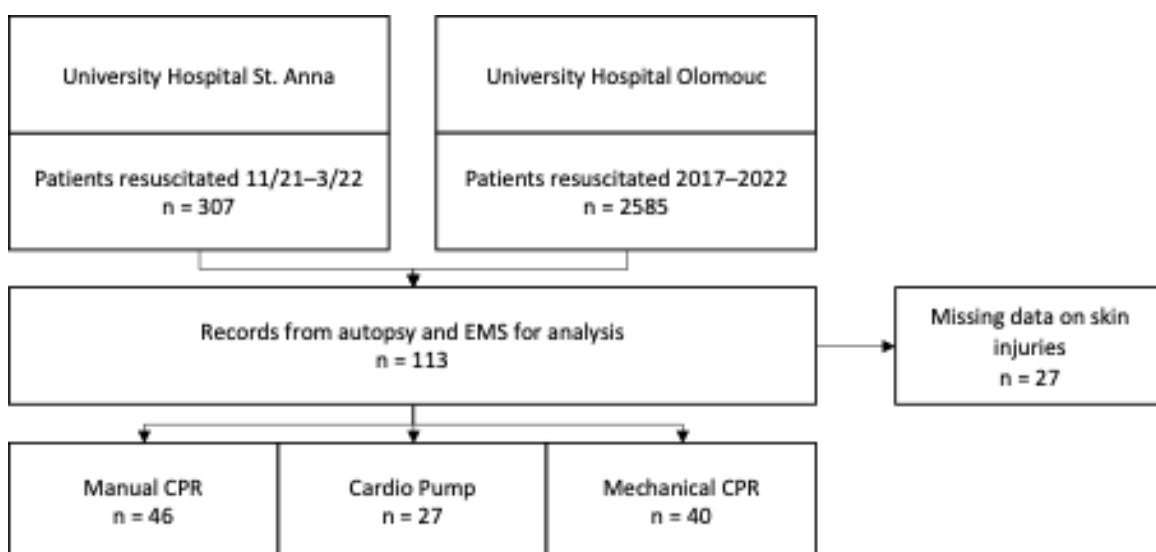 University Hospital St. Anna
University Hospital Olomouc
Patients resuscitated 11/21–3/22
n = 307
Patients resuscitated 2017–2022
n = 2585
Records from autopsy and EMS for analysis
n = 113
Missing data on skin
injuries
n = 27
Manual CPR
n = 46
Cardio Pump
n = 27
Mechanical CPR
n = 40